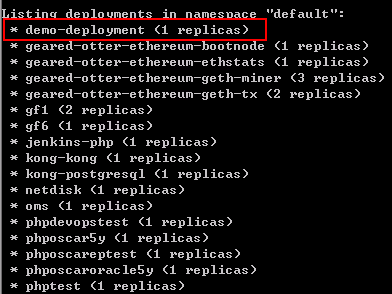 Listing deployments in namespace "default":
* demo-deployment (1 replicas)
* geared-otter-ethereum-bootnode (1 replicas)
* geared-otter-ethereum-ethstats (1 replicas)
* geared-otter-ethereum-geth-miner (3 replicas)
* geared-otter-ethereum-geth-tx (2 replicas)
* gf1 (2 replicas)
* gf6 (1 replicas)
* jenkins-php (1 replicas)
* kong-kong (1 replicas)
* kong-postgresql (1 replicas)
* netdisk (1 replicas)
* oms (1 replicas)
* phpdevopstest (1 replicas)
* phposcar5y (1 replicas)
* phposcareptest (1 replicas)
* phposcaroracle5y (1 replicas)
* phptest (1 replicas)